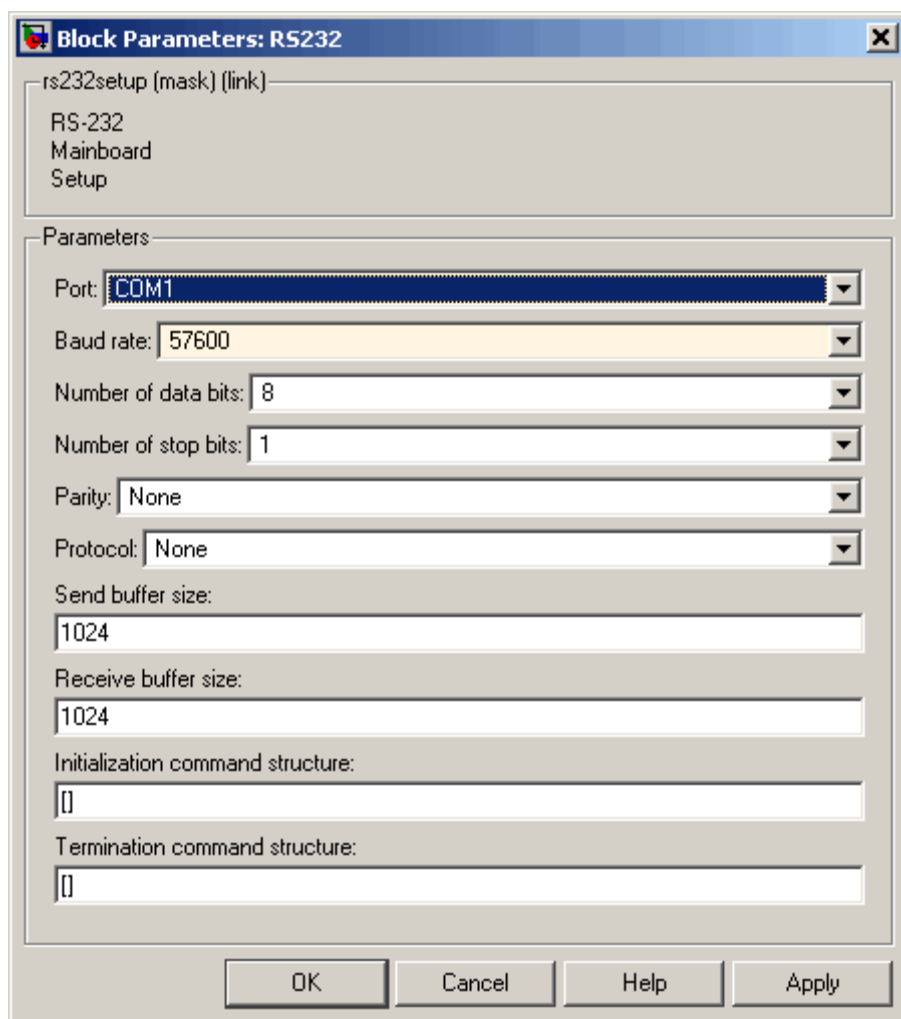 Block Parameters: RS232
rs232setup (mask) (link)
RS-232
Mainboard
Setup
Parameters
Port: COM1
Baud rate: 57600
Number of data bits: 8
Number of stop bits: 1
Parity: None
Protocol: None
Send buffer size:
1024
Receive buffer size:
1024
Initialization command structure:
[]
Termination command structure:
[]
OK Cancel Help Apply